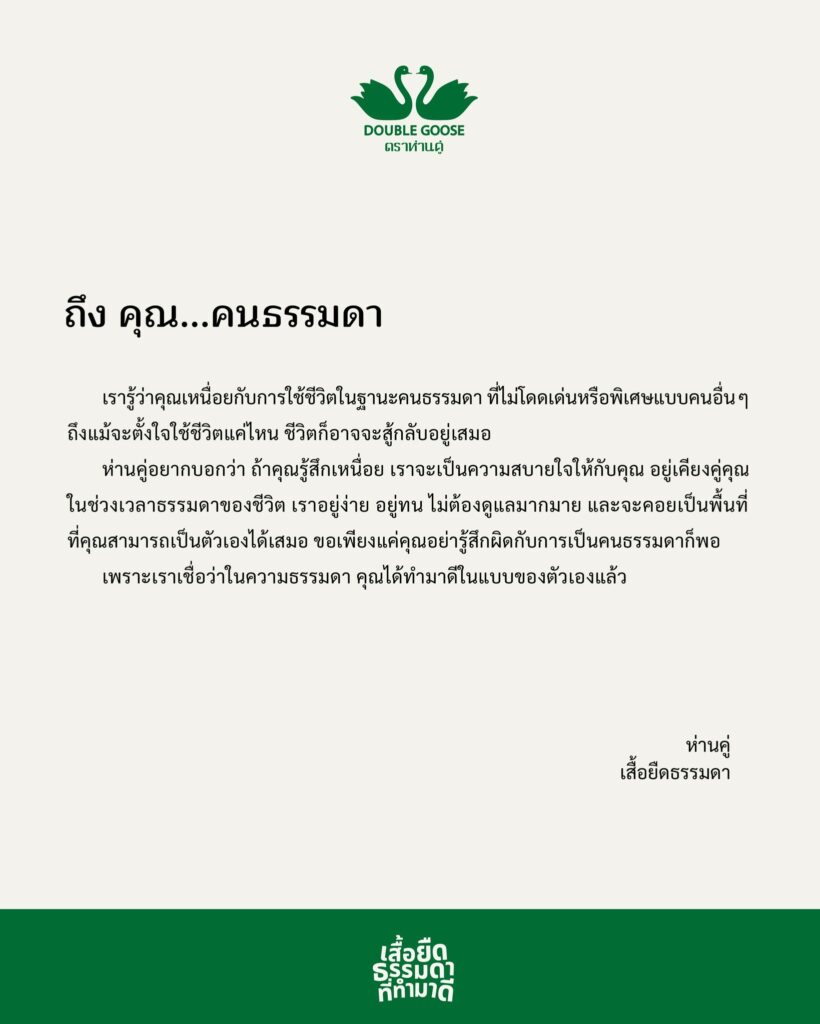 DOUBLE GOOSE
ตราห่านคู่
ถึง คุณ...คนธรรมดา
เรารู้ว่าคุณเหนื่อยกับการใช้ชีวิตในฐานะคนธรรมดา ที่ไม่โดดเด่นหรือพิเศษแบบคนอื่นๆ
ถึงแม้จะตั้งใจใช้ชีวิตแค่ไหน ชีวิตก็อาจจะสู้กลับอยู่เสมอ
ห่านคู่อยากบอกว่า ถ้าคุณรู้สึกเหนื่อย เราจะเป็นความสบายใจให้กับคุณ อยู่เคียงคู่คุณ
ในช่วงเวลาธรรมดาของชีวิต เราอยู่ง่าย อยู่ทน ไม่ต้องดูแลมากมาย และจะคอยเป็นพื้นที่
ที่คุณสามารถเป็นตัวเองได้เสมอ ขอเพียงแค่คุณอย่ารู้สึกผิดกับการเป็นคนธรรมดาก็พอ
เพราะเราเชื่อว่าในความธรรมดา คุณได้ทำมาดีในแบบของตัวเองแล้ว
ห่านคู่
เสื้อยืดธรรมดา
เสื้อยืด
ธรรมดา
ที่ทำมาดี